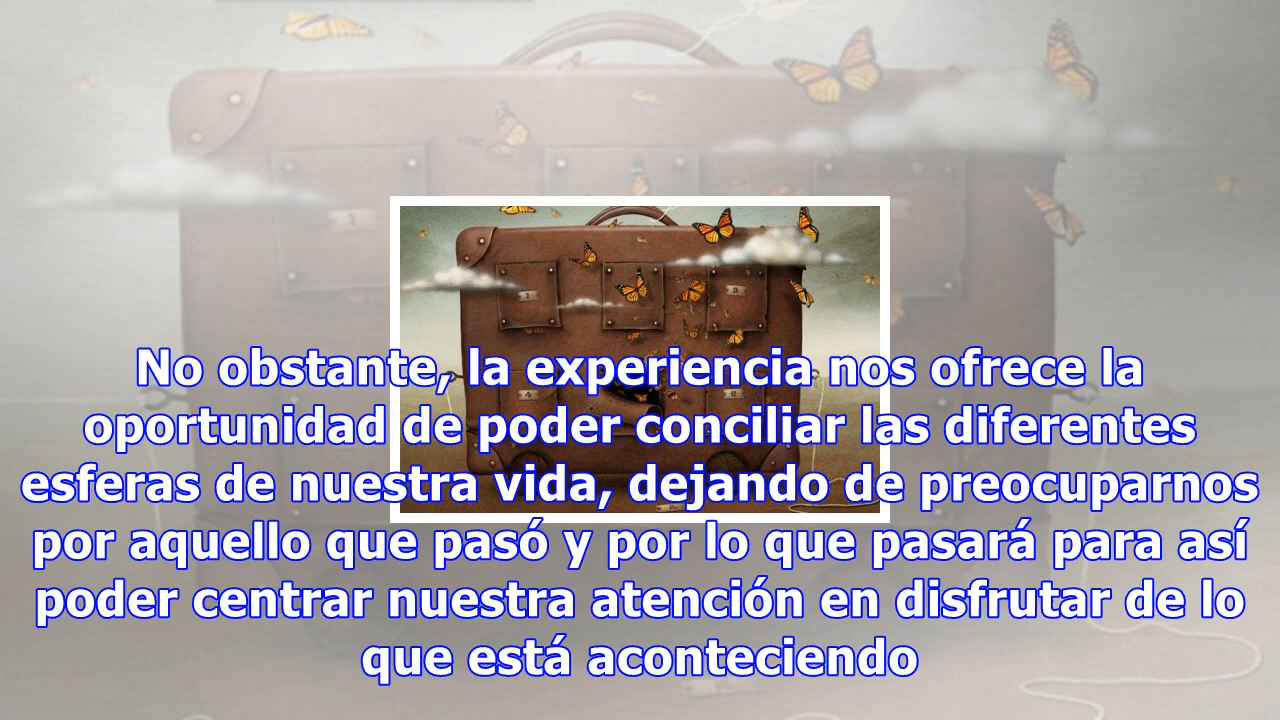 No obstante, la experiencia nos ofrece la
oportunidad de poder conciliar las diferentes
esferas de nuestra vida, dejando de preocuparnos
por aquello que pasó y por lo que pasará para así
poder centrar nuestra atención en disfrutar de lo
que está aconteciendo